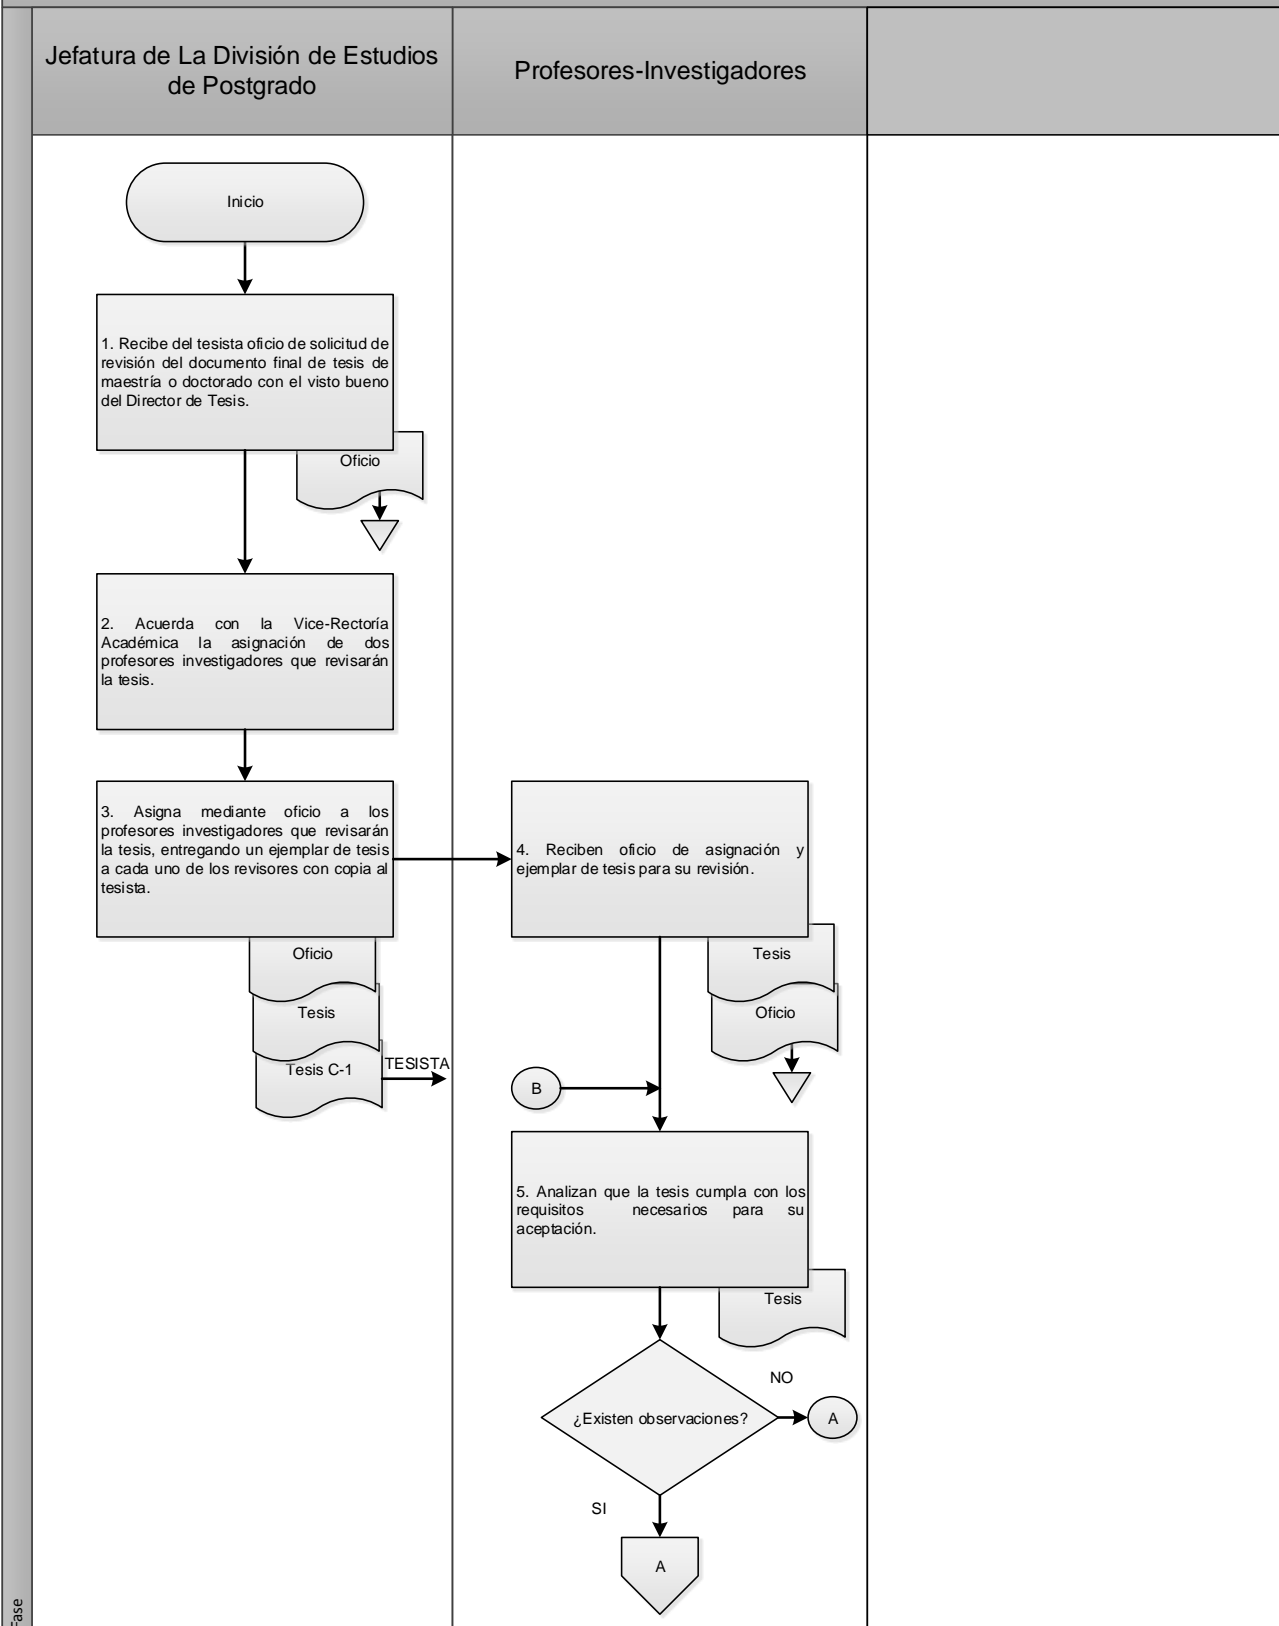 Jefatura de La División de Estudios
de Postgrado
Profesores-Investigadores
Inicio
1. Recibe del tesista oficio de solicitud de
revisión del documento final de tesis de
maestría o doctorado con el visto bueno
del Director de Tesis.
Oficio
2. Acuerda con la Vice-Rectoría
Académica la asignación de dos
profesores investigadores que revisarán
la tesis.
3. Asigna mediante oficio a los
profesores investigadores que revisarán
la tesis, entregando un ejemplar de tesis
a cada uno de los revisores con copia al
tesista.
Oficio
Tesis
Tesis C-1
TESISTA
4. Reciben oficio de asignación y
ejemplar de tesis para su revisión.
Tesis
Oficio
B
5. Analizan que la tesis cumpla con los
requisitos necesarios para su
aceptación.
Tesis
¿Existen observaciones?
NO
A
SI
A
Fase